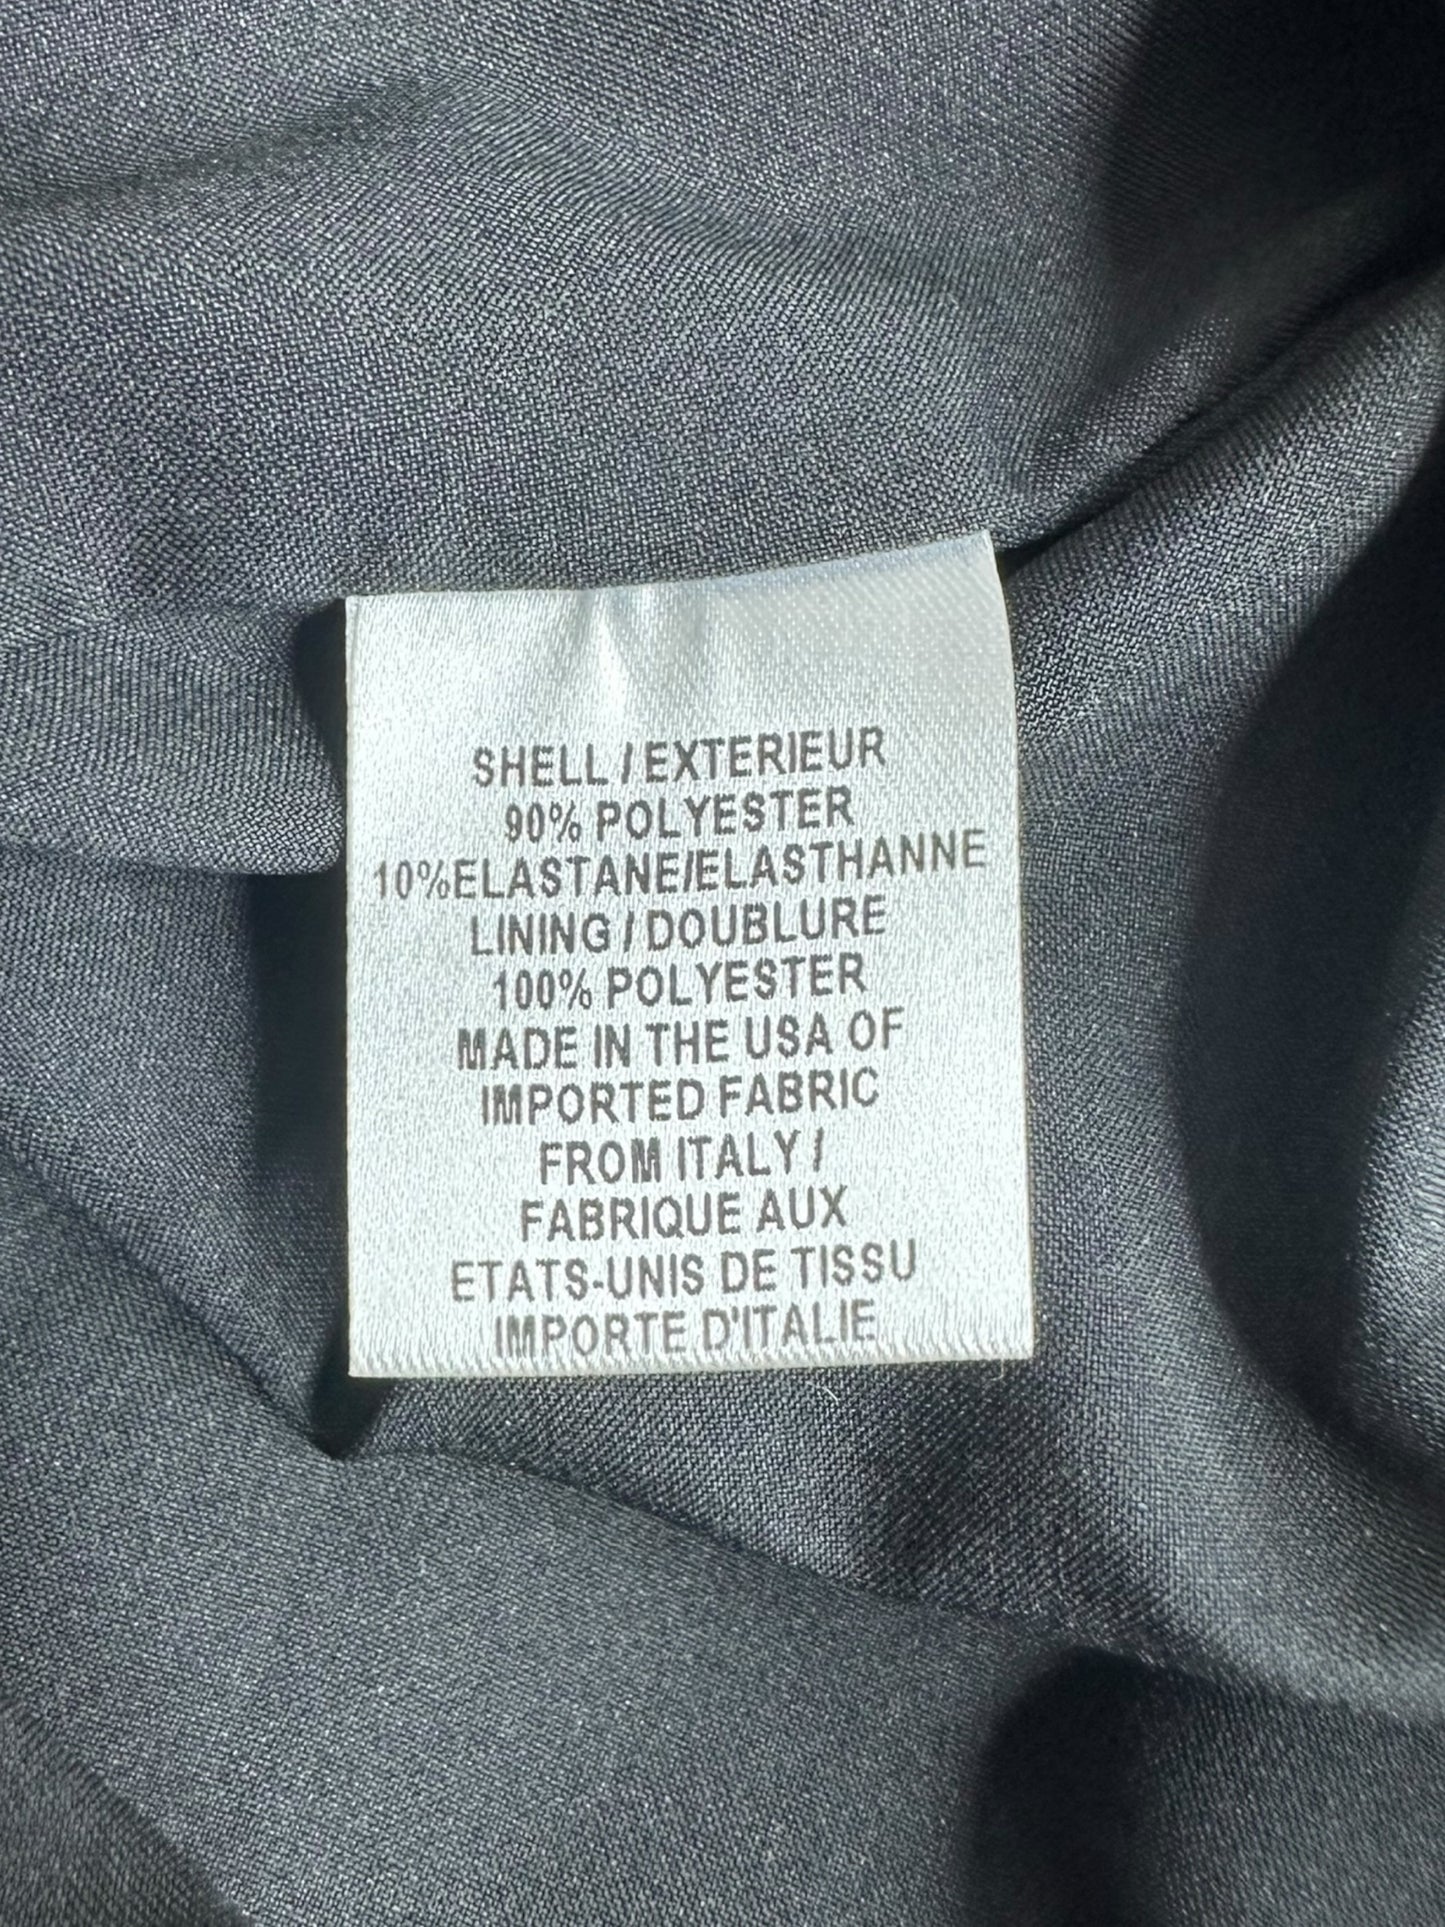 SHELL / EXTERIEUR
90% POLYESTER
10%ELASTANE/ELASTHANNE
LINING / DOUBLURE
100% POLYESTER
MADE IN THE USA OF
IMPORTED FABRIC
FROM ITALY /
FABRIQUE AUX
ETATS-UNIS DE TISSU
IMPORTE D'ITALIE